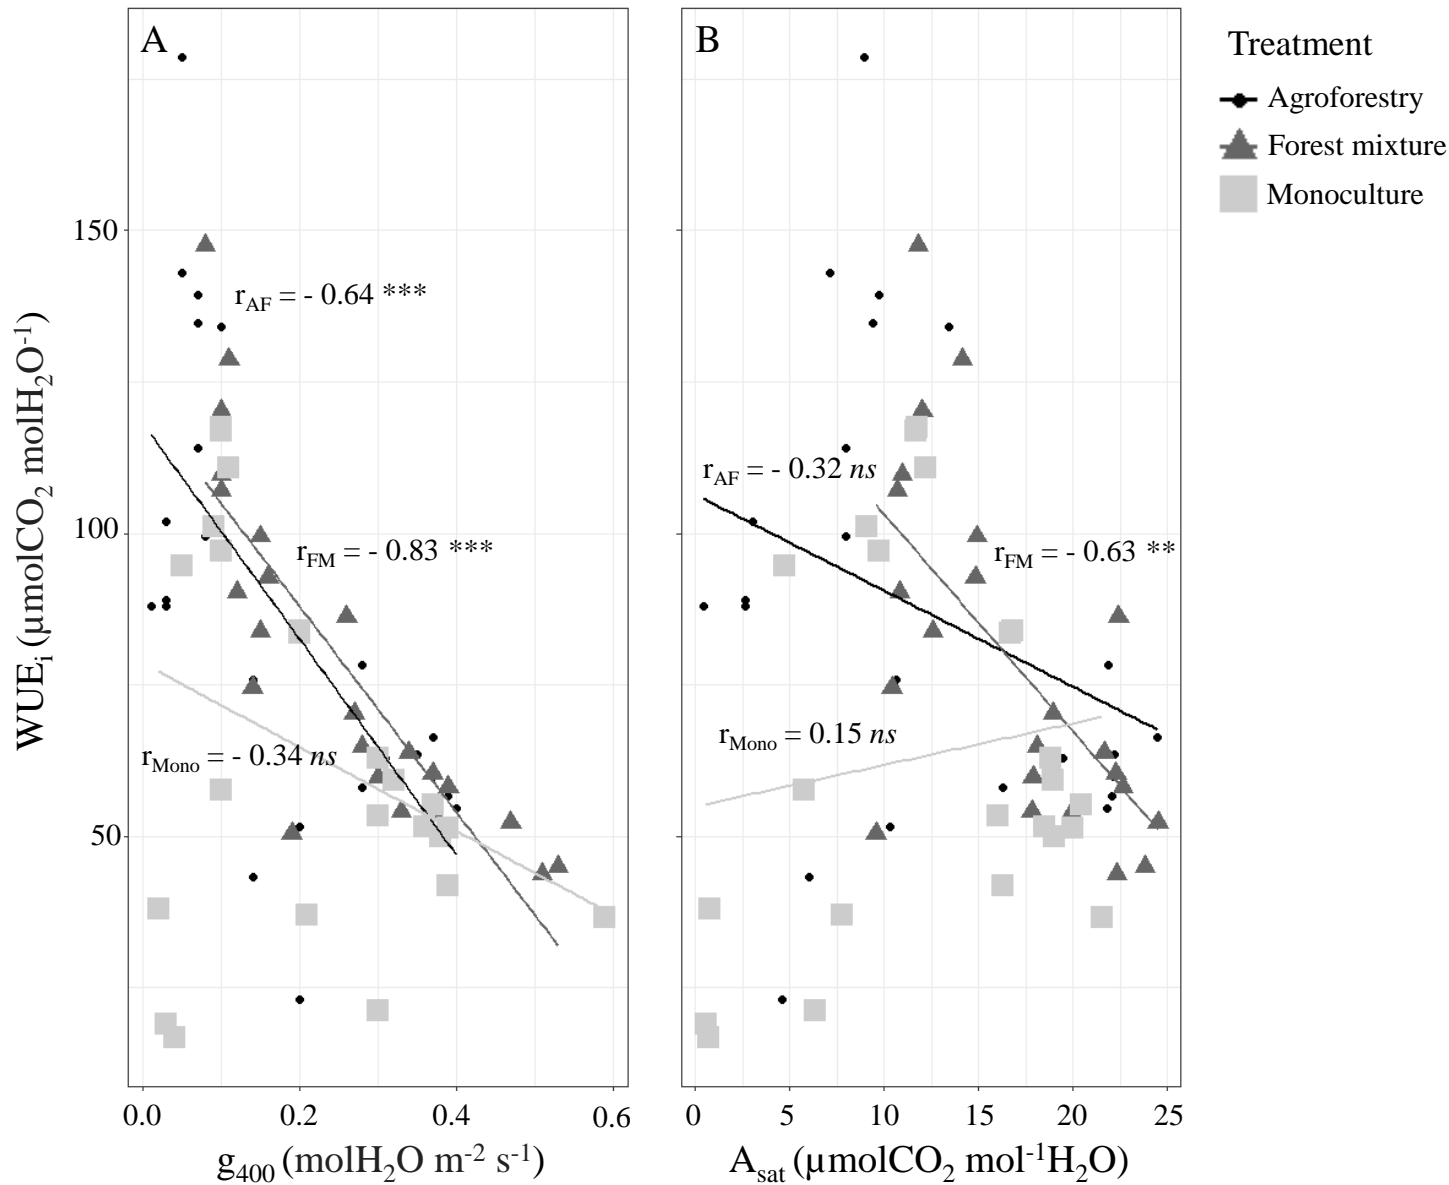 A
B
Treatment
Agroforestry
Forest mixture
Monoculture
WUEi (µmolCO2 molH2O-1)
150
100
50
rAF = - 0.64 ***
rFM = - 0.83 ***
rMono = - 0.34 ns
rAF = - 0.32 ns
rFM = - 0.63 **
rMono = 0.15 ns
0.0 0.2 0.4 0.6
0 5 10 15 20 25
g400 (molH2O m-2 s-1)
Asat (µmolCO2 mol-1H2O)